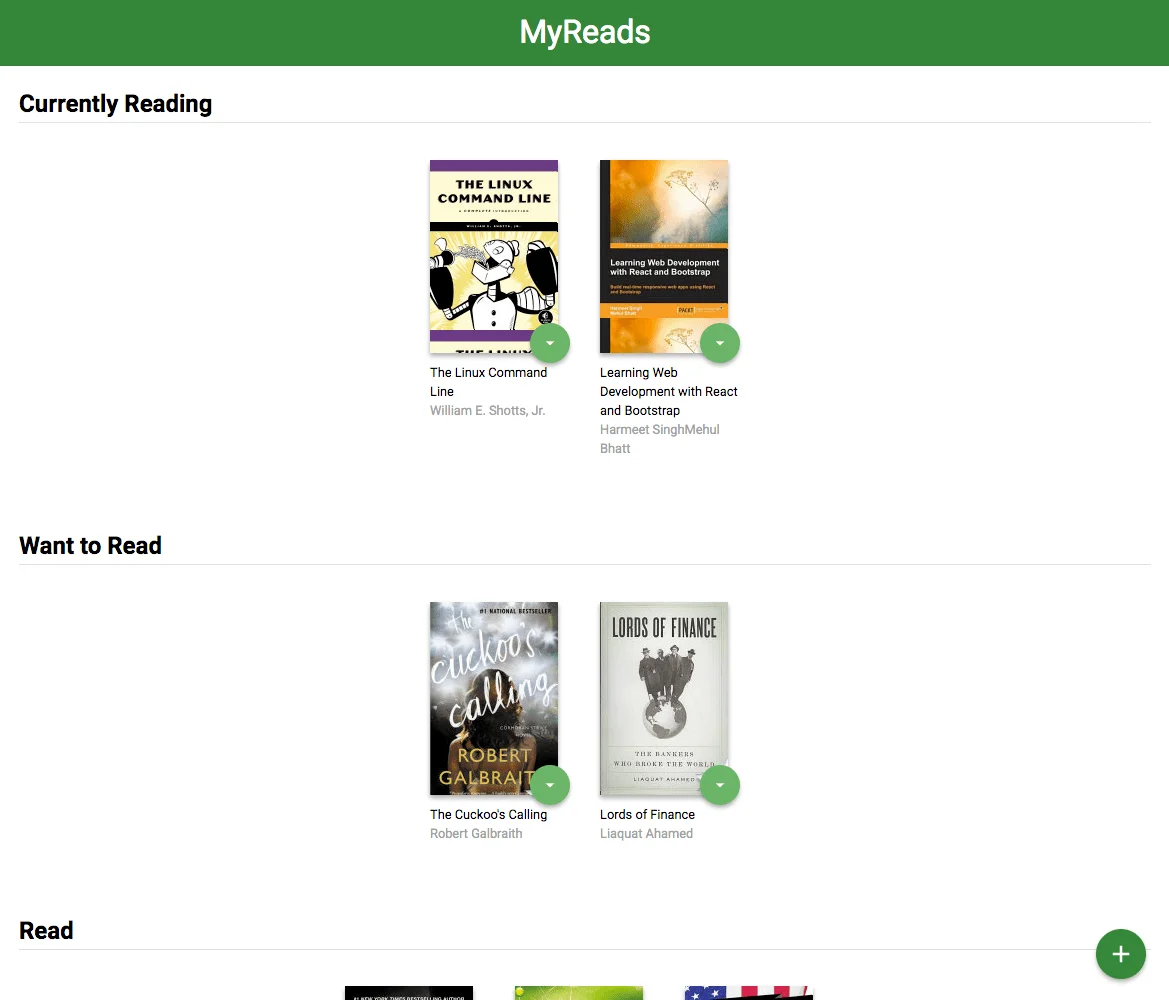 MyReads
Currently Reading
THE LINUX
COMMAND LINE
A COMPLETE INTRODUCTION
WILLIAM E. SHOTTS, JR.
THE LINUX
Learning Web Development
with React and Bootstrap
Build real-time responsive web apps using React
and Bootstrap
Harmeet Singh
Mehul Bhatt
PACKT
The Linux Command
Line
William E. Shotts, Jr.
Learning Web
Development with React
and Bootstrap
Harmeet SinghMehul
Bhatt
Want to Read
#1 NATIONAL BESTSELLER
the
cuckoo's
calling
CORMORAN STRIKE
NOVEL
ROBERT
GALBRAIT
LORDS OF FINANCE
THE BANKERS
WHO BROKE THE WORLD
LIAQUAT AHAMED
The Cuckoo's Calling
Robert Galbraith
Lords of Finance
Liaquat Ahamed
Read
#1 NEW YORK TIMES BESTSELLING AUTHOR